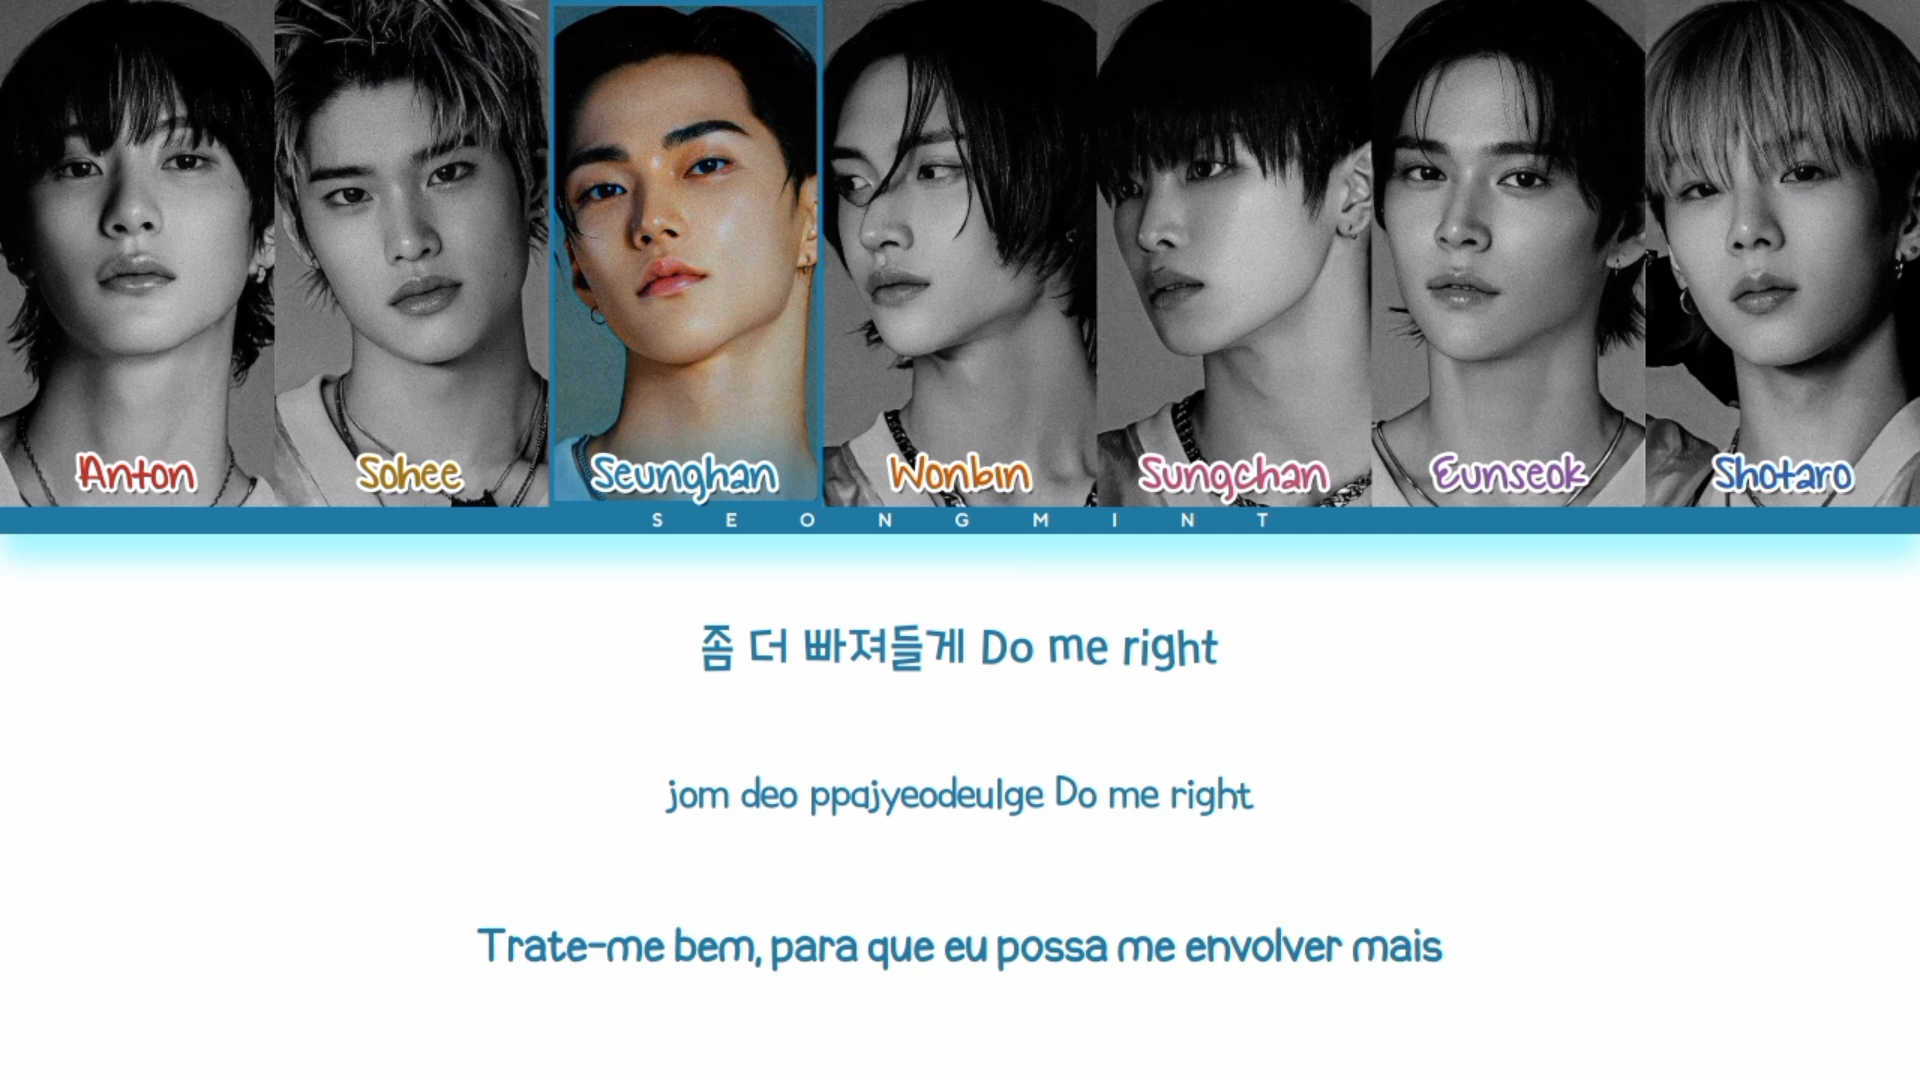 Anton
Sohee
Seunghan
Wonbin
Sungchan
Eunseok
Shotaro
SEONGMINT
좀 더 빠져들게 Do me right
jom deo ppajyeodeulge Do me right
Trate-me bem, para que eu possa me envolver mais